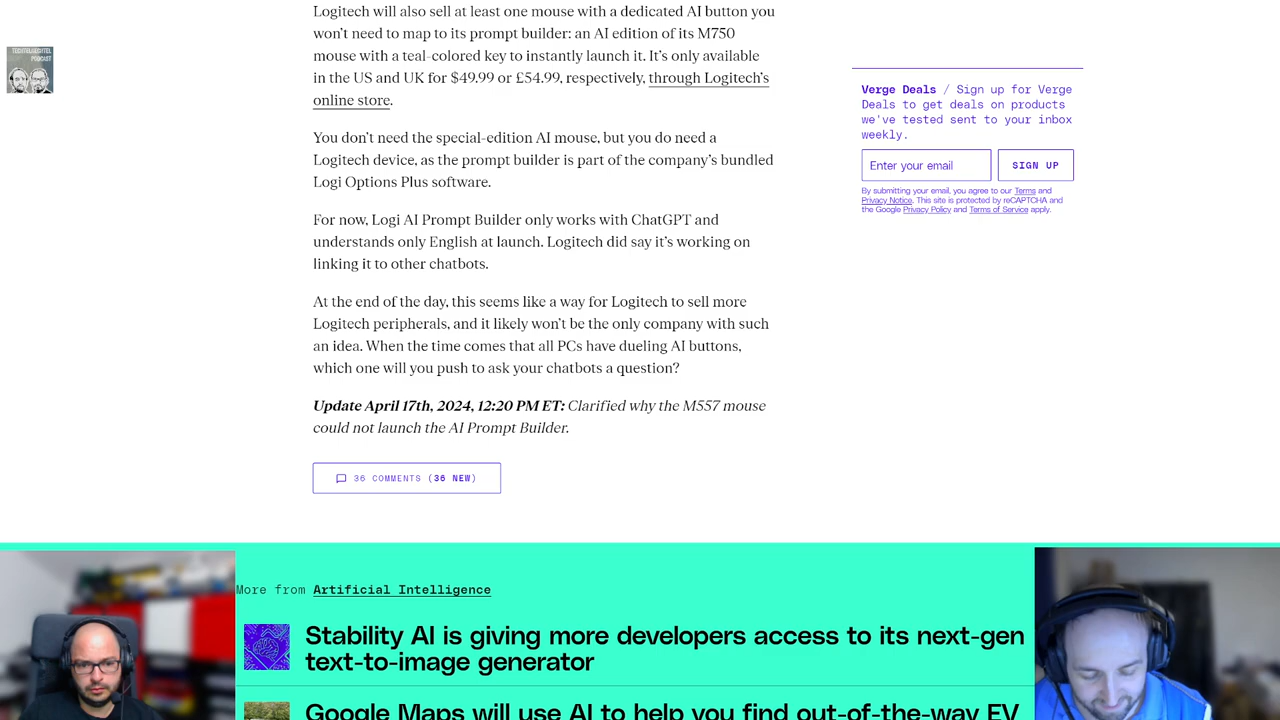 TECHTELMECHTEL
PODCAST
Logitech will also sell at least one mouse with a dedicated AI button you
won’t need to map to its prompt builder: an AI edition of its M750
mouse with a teal-colored key to instantly launch it. It’s only available
in the US and UK for $49.99 or £54.99, respectively, through Logitech’s
online store.
You don’t need the special-edition AI mouse, but you do need a
Logitech device, as the prompt builder is part of the company’s bundled
Logi Options Plus software.
For now, Logi AI Prompt Builder only works with ChatGPT and
understands only English at launch. Logitech did say it’s working on
linking it to other chatbots.
At the end of the day, this seems like a way for Logitech to sell more
Logitech peripherals, and it likely won’t be the only company with such
an idea. When the time comes that all PCs have dueling AI buttons,
which one will you push to ask your chatbots a question?
Update April 17th, 2024, 12:20 PM ET: Clarified why the M557 mouse
could not launch the AI Prompt Builder.
36 COMMENTS (36 NEW)
Verge Deals / Sign up for Verge
Deals to get deals on products
we've tested sent to your inbox
weekly.
Enter your email
SIGN UP
By submitting your email, you agree to our Terms and
Privacy Notice. This site is protected by reCAPTCHA and
the Google Privacy Policy and Terms of Service apply.
More from Artificial Intelligence
Stability AI is giving more developers access to its next-gen
text-to-image generator
Google Maps will use AI to help you find out-of-the-way EV